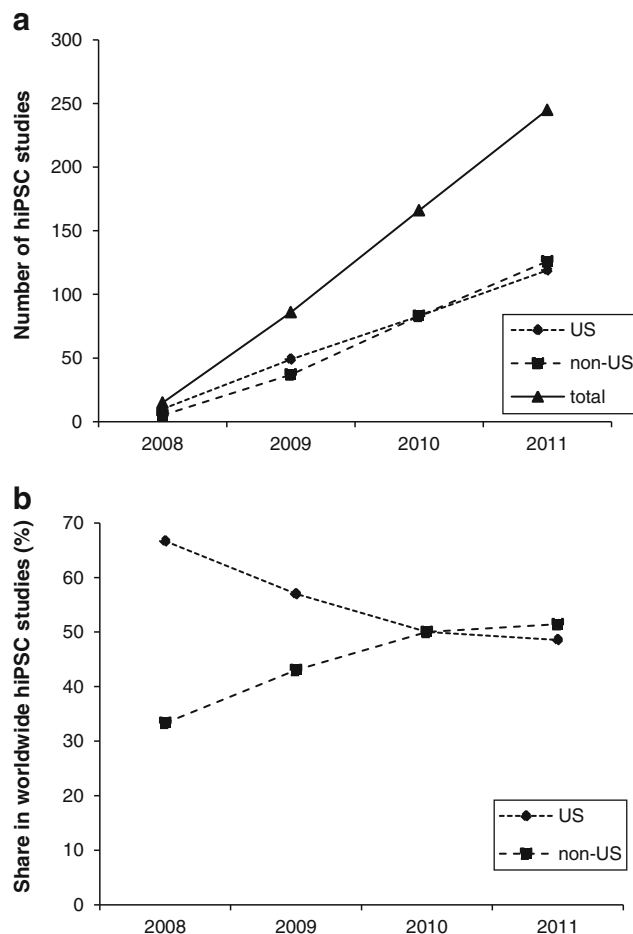 a
Number of hiPSC studies
300
250
200
150
100
50
0
2008 2009 2010 2011
US
non-US
total
b
Share in worldwide hiPSC studies (%)
70
60
50
40
30
20
10
0
2008 2009 2010 2011
US
non-US